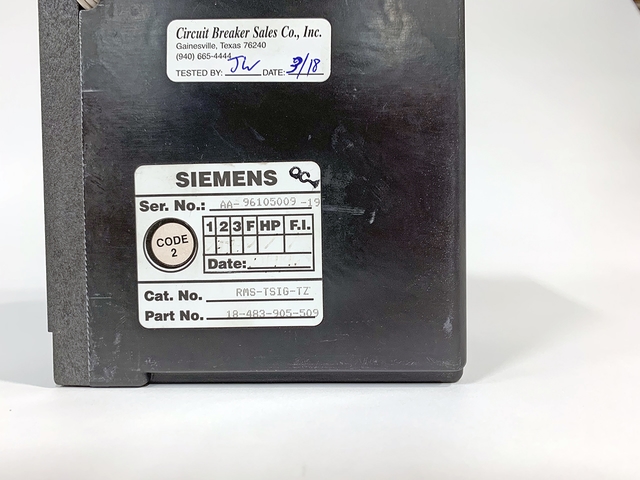 Circuit Breaker Sales Co., Inc.
Gainesville, Texas 76240
(940) 665-4444
TESTED BY: JW DATE: 3/18
SIEMENS
Ser. No.: AA-96105009-19
CODE 2
1 2 3 F HP F.I.
Date:
Cat. No. RMS-TSIG-TZ
Part No. 18-483-905-509